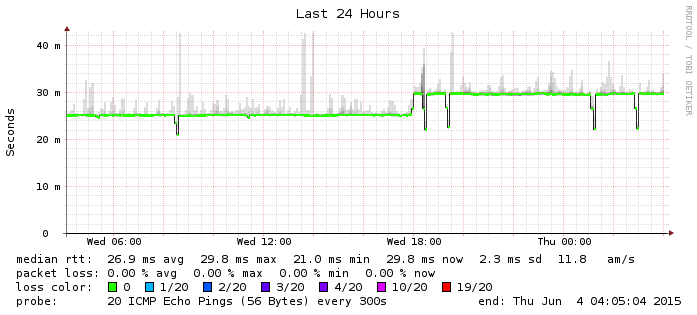 Last 24 Hours
RRDTOOL / TOBI OETIKER
Seconds
40 m
30 m
20 m
10 m
0
Wed 06:00 Wed 12:00 Wed 18:00 Thu 00:00
median rtt: 26.9 ms avg 29.8 ms max 21.0 ms min 29.8 ms now 2.3 ms sd 11.8 am/s
packet loss: 0.00 % avg 0.00 % max 0.00 % min 0.00 % now
loss color: 0 1/20 2/20 3/20 4/20 10/20 19/20
probe: 20 ICMP Echo Pings (56 Bytes) every 300s end: Thu Jun 4 04:05:04 2015